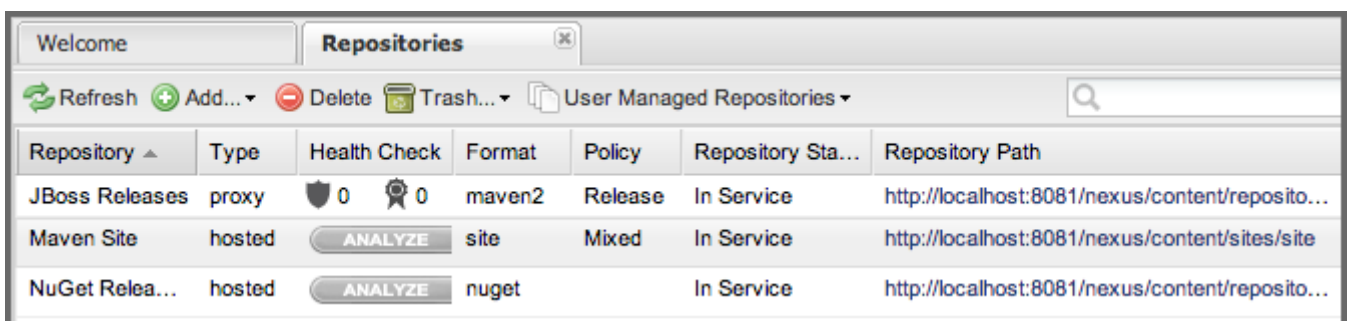 Welcome Repositories
Refresh Add... Delete Trash... User Managed Repositories
Repository Type Health Check Format Policy Repository Sta... Repository Path
JBoss Releases proxy 0 0 maven2 Release In Service http://localhost:8081/nexus/content/reposito...
Maven Site hosted ANALYZE site Mixed In Service http://localhost:8081/nexus/content/sites/site
NuGet Relea... hosted ANALYZE nuget In Service http://localhost:8081/nexus/content/reposito...